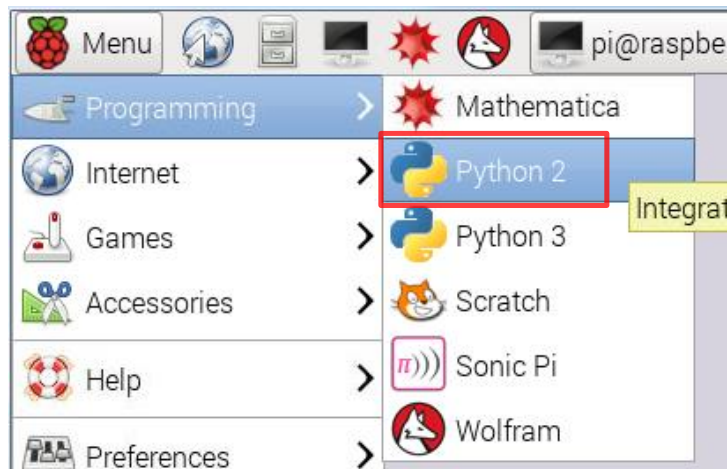 Menu
pi@raspbe
Programming
Mathematica
Internet
Python 2
Integrat
Games
Python 3
Accessories
Scratch
π)))
Sonic Pi
Help
Wolfram
Preferences